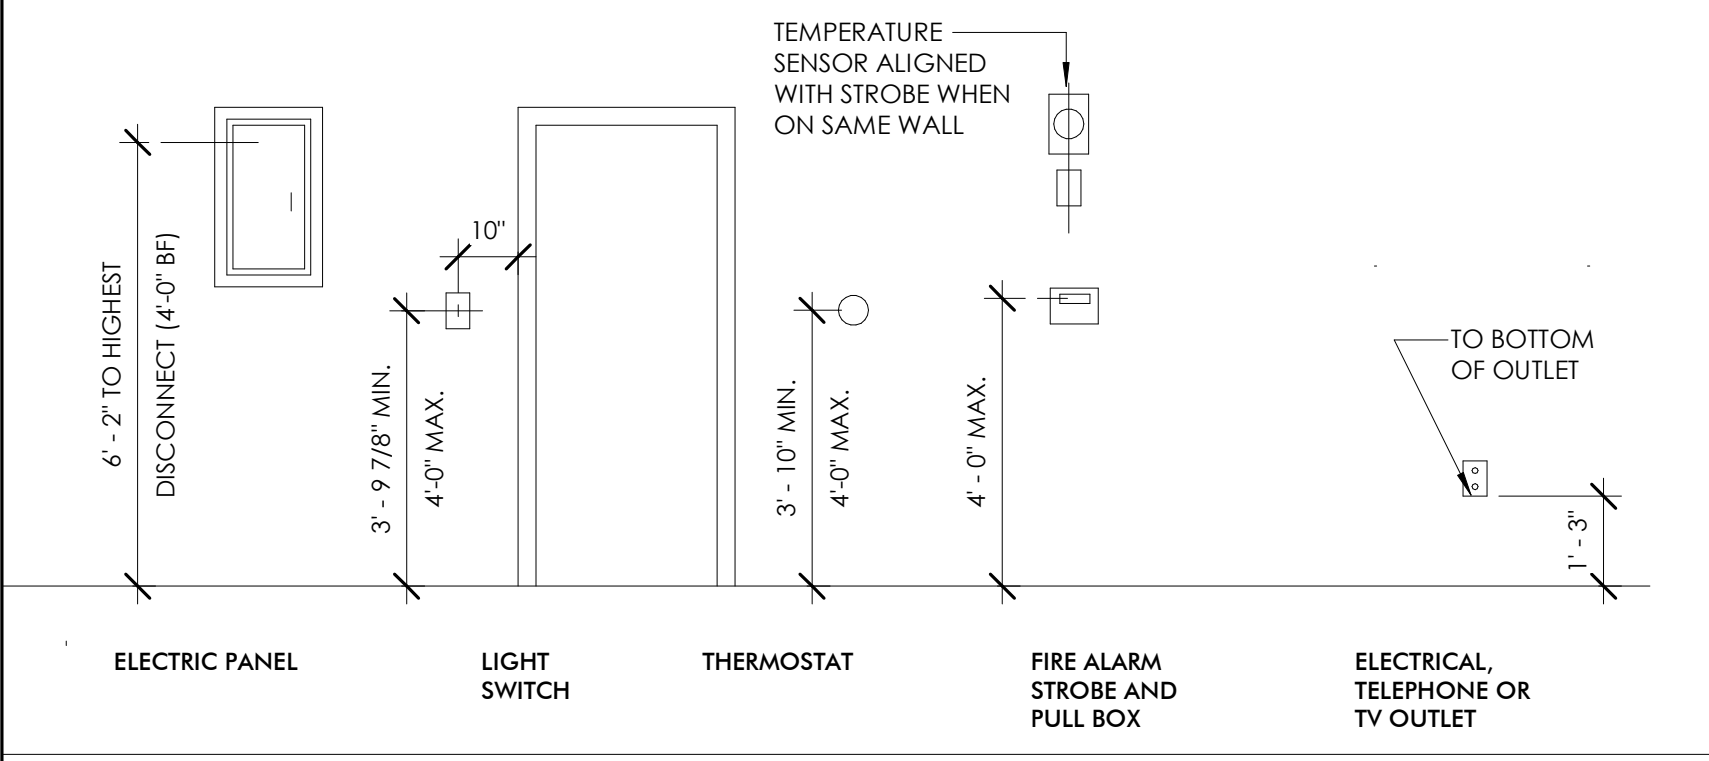 TEMPERATURE
SENSOR ALIGNED
WITH STROBE WHEN
ON SAME WALL
10"
6' - 2" TO HIGHEST
DISCONNECT (4'-0" BF)
3' - 9 7/8" MIN.
4'-0" MAX.
3' - 10" MIN.
4'-0" MAX.
4' - 0" MAX.
TO BOTTOM
OF OUTLET
1' - 3"
ELECTRIC PANEL
LIGHT
SWITCH
THERMOSTAT
FIRE ALARM
STROBE AND
PULL BOX
ELECTRICAL,
TELEPHONE OR
TV OUTLET